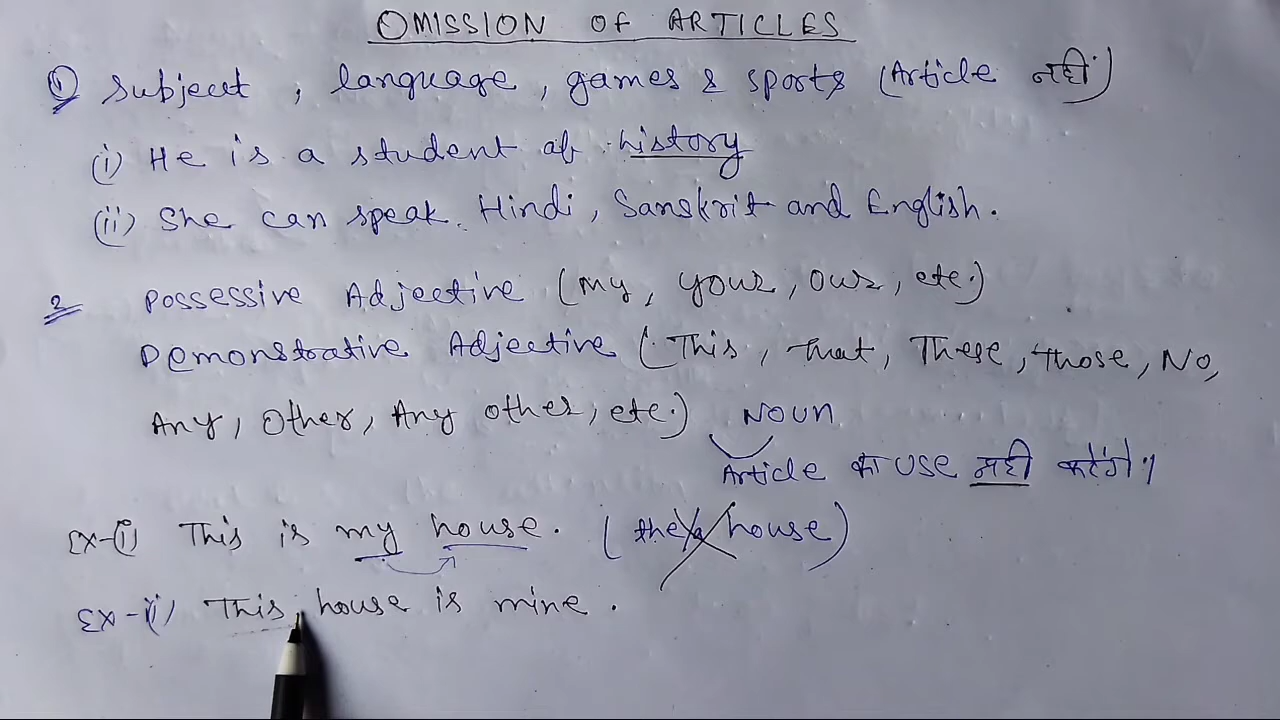 OMISSION OF ARTICLES
① Subject, language, games & sports (Article नहीं)
(i) He is a student of history
(ii) She can speak Hindi, Sanskrit and English.
2 Possessive Adjective (My, your, our, etc.)
Demonstrative Adjective (This, That, These, Those, No,
Any, Other, Any other, etc.) Noun
Article का use नहीं करेंगे।
Ex-(i) This is my house. (the house)
Ex-(ii) This house is mine.